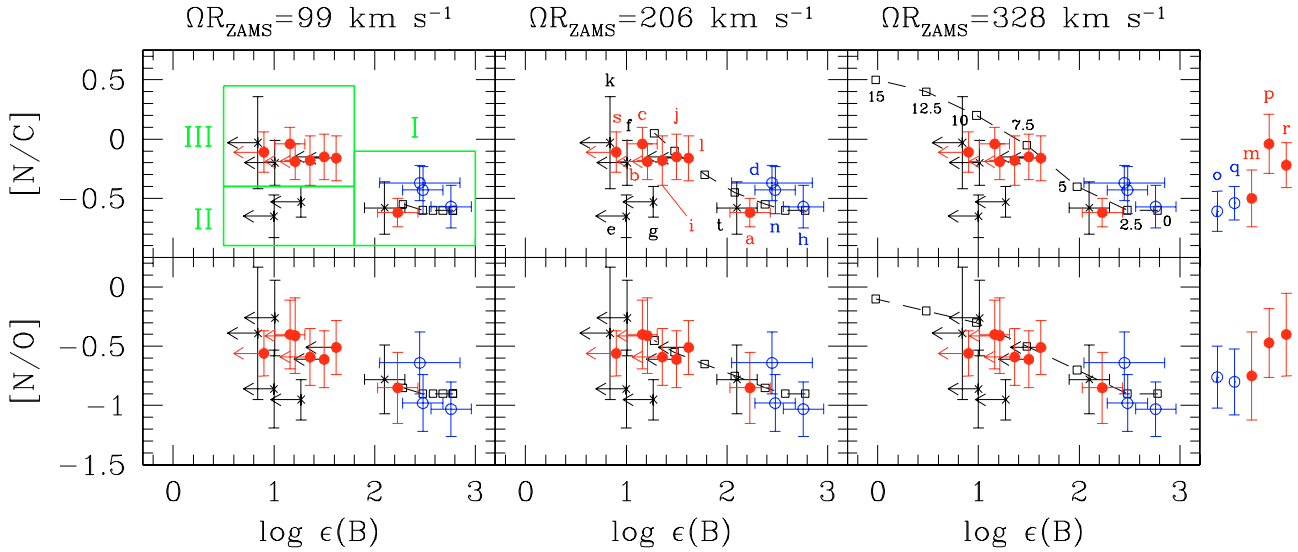 ΩR_ZAMS=99 km s⁻¹
ΩR_ZAMS=206 km s⁻¹
ΩR_ZAMS=328 km s⁻¹
[N/C]
0.5
0
−0.5
III
I
II
k
s
c
f
j
l
b
i
e
g
t
a
d
n
h
15
12.5
10
7.5
5
2.5
0
o
q
m
p
r
[N/O]
0
−0.5
−1
−1.5
0 1 2 3
0 1 2 3
0 1 2 3
log ϵ(B)
log ϵ(B)
log ϵ(B)